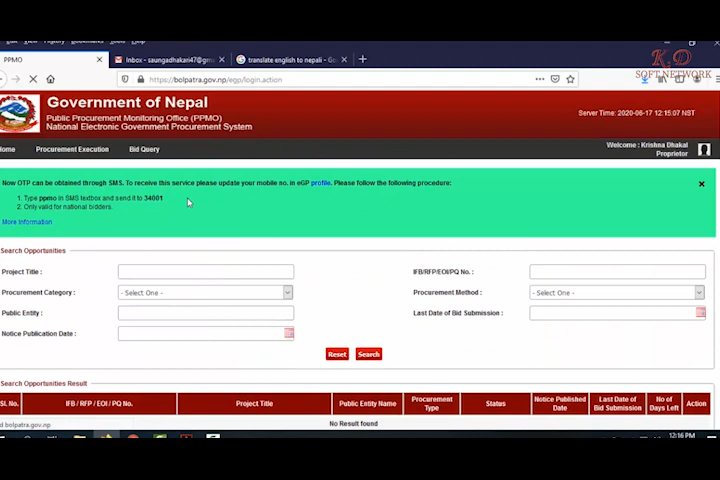 PPMO
Inbox - saungadhakari47@gm
translate english to nepali - Go
K.D
SOFT NETWORK
https://bolpatra.gov.np/egp/login.action
Government of Nepal
Public Procurement Monitoring Office (PPMO)
National Electronic Government Procurement System
Server Time: 2020-06-17 12:15:07 NST
ome
Procurement Execution
Bid Query
Welcome : Krishna Dhakal
Proprietor
Now OTP can be obtained through SMS. To receive this service please update your mobile no. in eGP profile. Please follow the following procedure:
1. Type ppmo in SMS textbox and send it to 34001
2. Only valid for national bidders.
More Information
Search Opportunities
Project Title :
IFB/RFP/EOI/PQ No. :
Procurement Category :
- Select One -
Procurement Method :
- Select One -
Public Entity :
Last Date of Bid Submission :
Notice Publication Date :
Reset
Search
Search Opportunities Result
Sl. No.
IFB / RFP / EOI / PQ No.
Project Title
Public Entity Name
Procurement
Type
Status
Notice Published
Date
Last Date of
Bid Submission
No of
Days Left
Action
No Result found
d bolpatra.gov.np
12:16 PM